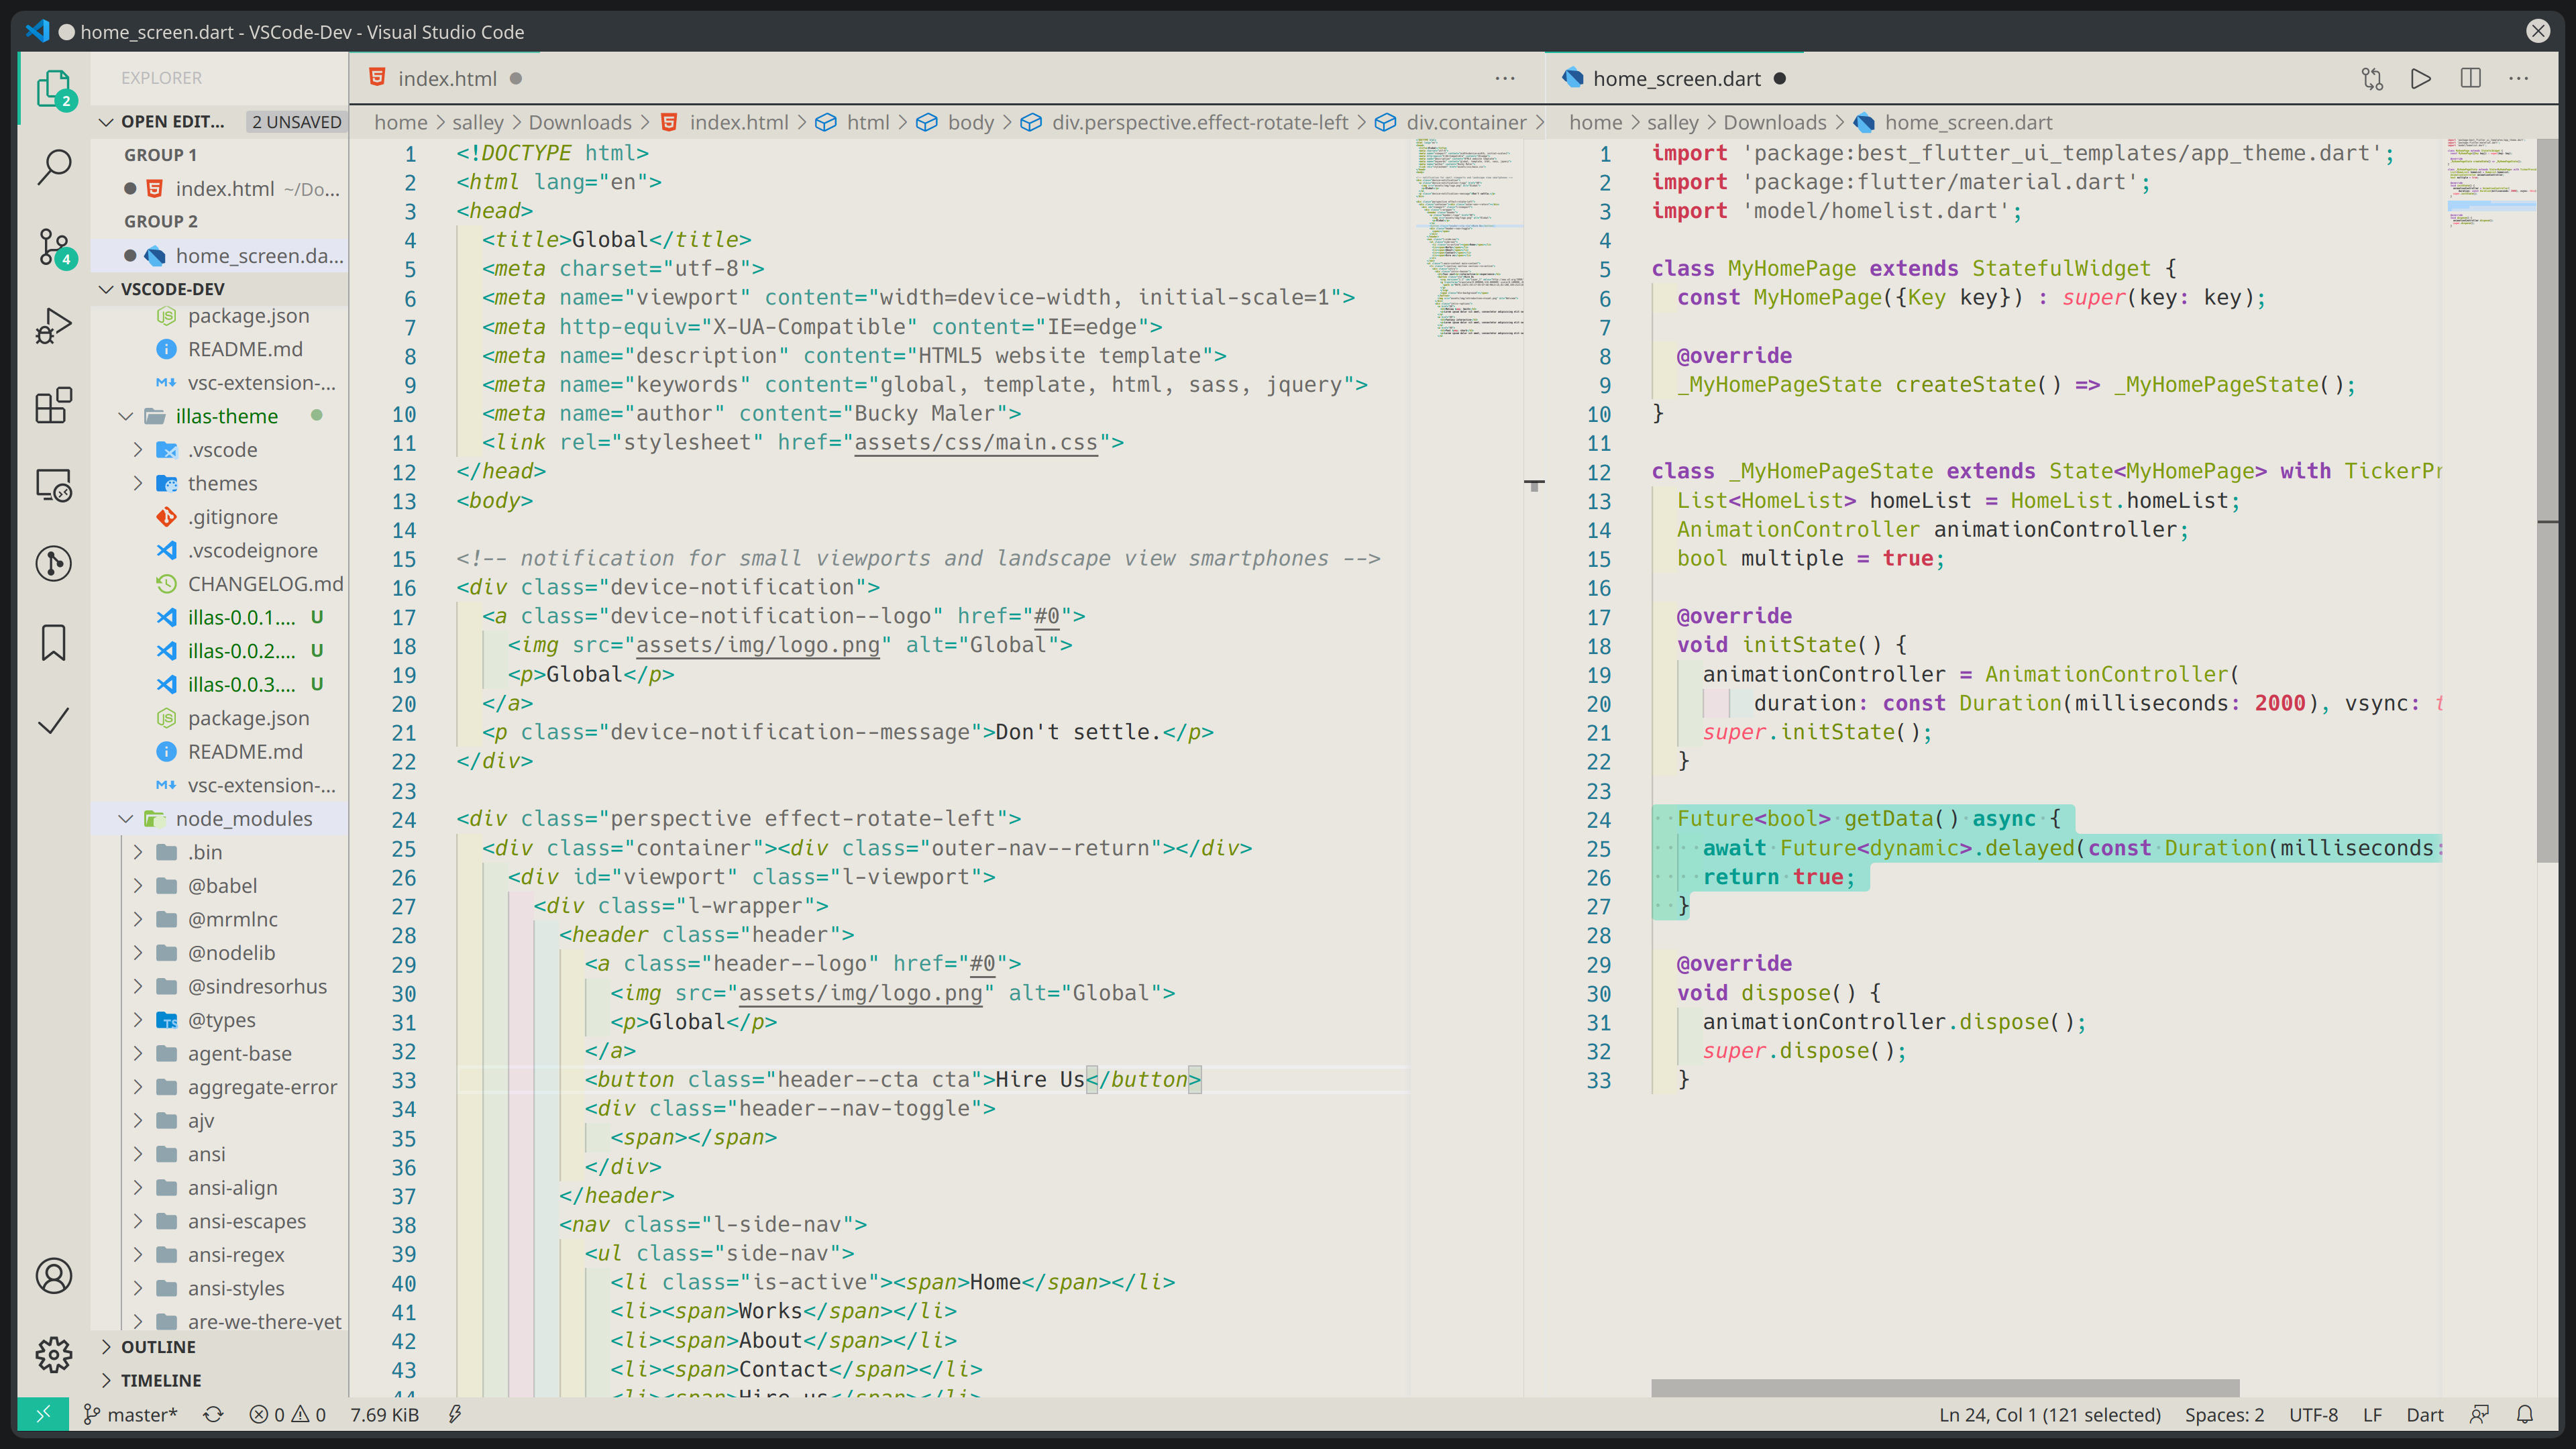 home_screen.dart - VSCode-Dev - Visual Studio Code
EXPLORER
2
OPEN EDIT... 2 UNSAVED
GROUP 1
index.html ~/Do...
GROUP 2
home_screen.da...
4
VSCODE-DEV
package.json
README.md
vsc-extension-...
illas-theme
.vscode
themes
.gitignore
.vscodeignore
CHANGELOG.md
illas-0.0.1.... U
illas-0.0.2.... U
illas-0.0.3.... U
package.json
README.md
vsc-extension-...
node_modules
.bin
@babel
@mrmlnc
@nodelib
@sindresorhus
@types
agent-base
aggregate-error
ajv
ansi
ansi-align
ansi-escapes
ansi-regex
ansi-styles
are-we-there-yet
OUTLINE
TIMELINE
index.html
home > salley > Downloads > index.html > html > body > div.perspective.effect-rotate-left > div.container >
1 <!DOCTYPE html>
2 <html lang="en">
3 <head>
4 <title>Global</title>
5 <meta charset="utf-8">
6 <meta name="viewport" content="width=device-width, initial-scale=1">
7 <meta http-equiv="X-UA-Compatible" content="IE=edge">
8 <meta name="description" content="HTML5 website template">
9 <meta name="keywords" content="global, template, html, sass, jquery">
10 <meta name="author" content="Bucky Maler">
11 <link rel="stylesheet" href="assets/css/main.css">
12 </head>
13 <body>
14
15 <!-- notification for small viewports and landscape view smartphones -->
16 <div class="device-notification">
17 <a class="device-notification--logo" href="#0">
18 <img src="assets/img/logo.png" alt="Global">
19 <p>Global</p>
20 </a>
21 <p class="device-notification--message">Don't settle.</p>
22 </div>
23
24 <div class="perspective effect-rotate-left">
25 <div class="container"><div class="outer-nav--return"></div>
26 <div id="viewport" class="l-viewport">
27 <div class="l-wrapper">
28 <header class="header">
29 <a class="header--logo" href="#0">
30 <img src="assets/img/logo.png" alt="Global">
31 <p>Global</p>
32 </a>
33 <button class="header--cta cta">Hire Us</button>
34 <div class="header--nav-toggle">
35 <span></span>
36 </div>
37 </header>
38 <nav class="l-side-nav">
39 <ul class="side-nav">
40 <li class="is-active"><span>Home</span></li>
41 <li><span>Works</span></li>
42 <li><span>About</span></li>
43 <li><span>Contact</span></li>
44 <li><span>Hire us</span></li>
home_screen.dart
home > salley > Downloads > home_screen.dart
1 import 'package:best_flutter_ui_templates/app_theme.dart';
2 import 'package:flutter/material.dart';
3 import 'model/homelist.dart';
4
5 class MyHomePage extends StatefulWidget {
6 const MyHomePage({Key key}) : super(key: key);
7
8 @override
9 _MyHomePageState createState() => _MyHomePageState();
10 }
11
12 class _MyHomePageState extends State<MyHomePage> with TickerPr
13 List<HomeList> homeList = HomeList.homeList;
14 AnimationController animationController;
15 bool multiple = true;
16
17 @override
18 void initState() {
19 animationController = AnimationController(
20 duration: const Duration(milliseconds: 2000), vsync: t
21 super.initState();
22 }
23
24 Future<bool> getData() async {
25 await Future<dynamic>.delayed(const Duration(milliseconds:
26 return true;
27 }
28
29 @override
30 void dispose() {
31 animationController.dispose();
32 super.dispose();
33 }
master* 0 0 7.69 KiB
Ln 24, Col 1 (121 selected) Spaces: 2 UTF-8 LF Dart